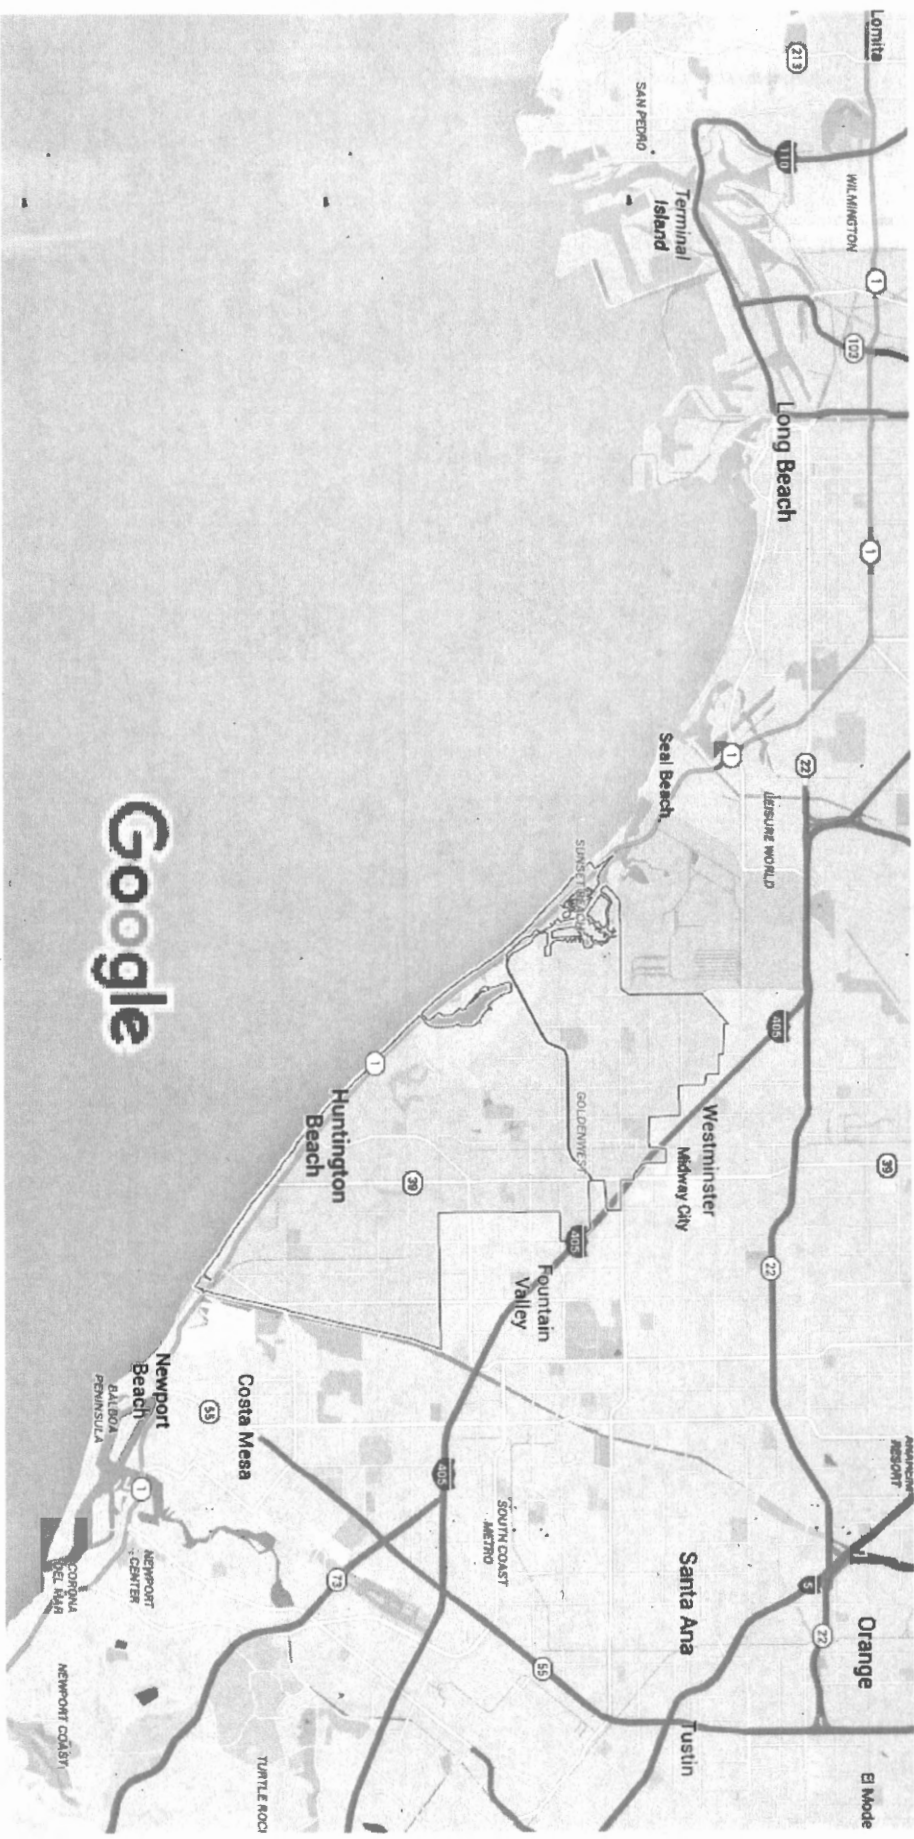 Lomita
213
110
WILMINGTON
1
103
1
39
RESORT
El Mode
Orange
22
22
22
5
SAN PEDRO
Terminal
Island
Long Beach
1
LEISURE WORLD
405
Westminster
Midway City
Santa Ana
Tustin
Seal Beach
SUNSET BEACH
GOLDENWEST
405
Fountain
Valley
SOUTH COAST
METRO
55
405
39
1
Huntington
Beach
73
Costa Mesa
55
TURTLE ROC
Newport
Beach
1
BALBOA
PENINSULA
NEWPORT
CENTER
CORONA
DEL MAR
NEWPORT COAST
Google